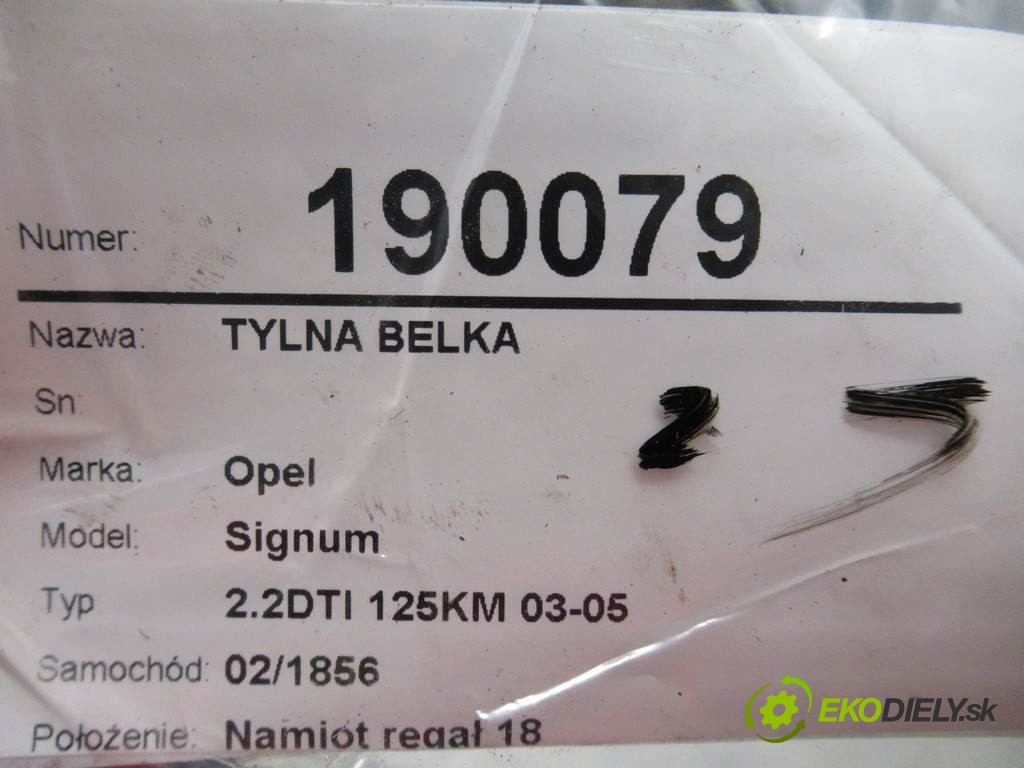 Numer: 190079
Nazwa: TYLNA BELKA
Sn:
Marka: Opel
Model: Signum
Typ 2.2DTI 125KM 03-05
Samochód: 02/1856
Położenie: Namiot regał 18
EKODIELY.sk